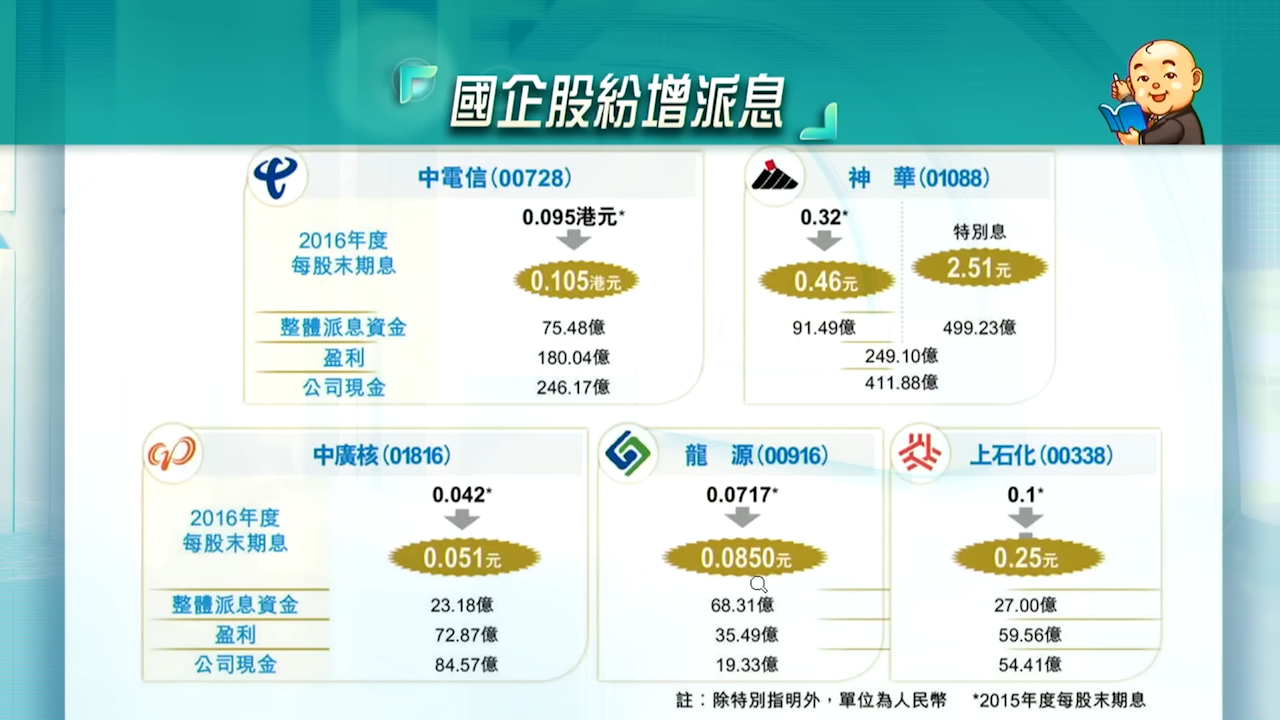 國企股紛增派息
中電信(00728)
2016年度
每股末期息
0.095港元*
0.105港元
整體派息資金 75.48億
盈利 180.04億
公司現金 246.17億
神 華(01088)
0.32*
0.46元
特別息
2.51元
91.49億 499.23億
249.10億
411.88億
中廣核(01816)
2016年度
每股末期息
0.042*
0.051元
整體派息資金 23.18億
盈利 72.87億
公司現金 84.57億
龍 源(00916)
0.0717*
0.0850元
68.31億
35.49億
19.33億
上石化(00338)
0.1*
0.25元
27.00億
59.56億
54.41億
註：除特別指明外，單位為人民幣 *2015年度每股末期息